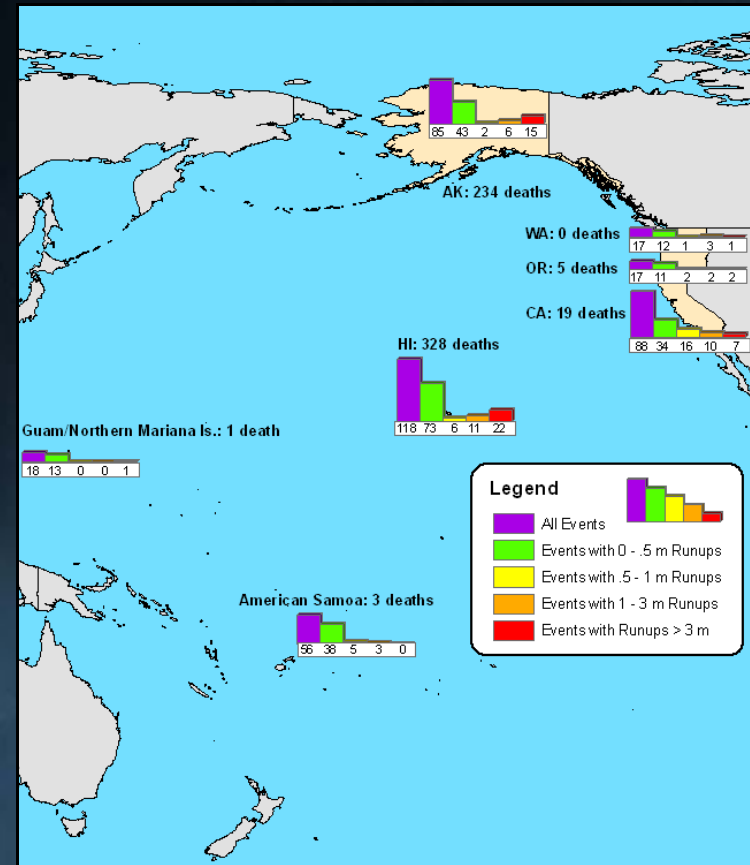 85 43 2 6 15
AK: 234 deaths
WA: 0 deaths
17 12 1 3 1
OR: 5 deaths
17 11 2 2 2
CA: 19 deaths
88 34 16 10 7
HI: 328 deaths
118 73 6 11 22
Guam/Northern Mariana Is.: 1 death
18 13 0 0 1
Legend
All Events
Events with 0 - .5 m Runups
Events with .5 - 1 m Runups
Events with 1 - 3 m Runups
Events with Runups > 3 m
American Samoa: 3 deaths
56 38 5 3 0